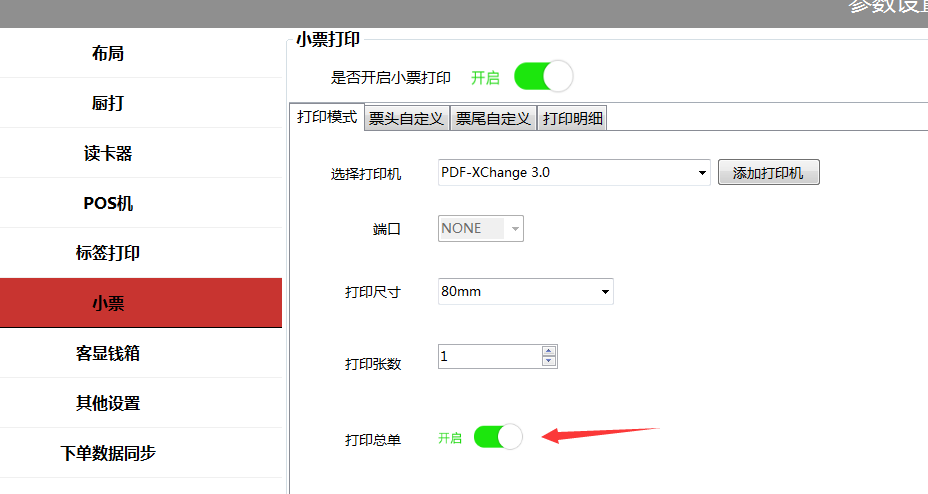 参数设置
小票打印
布局
是否开启小票打印 开启
厨打
打印模式 票头自定义 票尾自定义 打印明细
读卡器
选择打印机 PDF-XChange 3.0 添加打印机
POS机
端口 NONE
标签打印
打印尺寸 80mm
小票
客显钱箱
打印张数 1
其他设置
打印总单 开启
下单数据同步